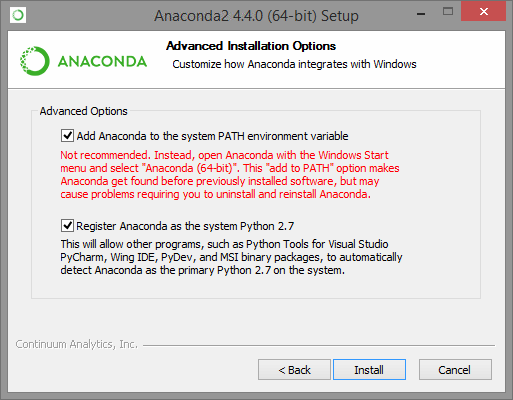 Anaconda2 4.4.0 (64-bit) Setup
ANACONDA
Advanced Installation Options
Customize how Anaconda integrates with Windows
Advanced Options
Add Anaconda to the system PATH environment variable
Not recommended. Instead, open Anaconda with the Windows Start
menu and select "Anaconda (64-bit)". This "add to PATH" option makes
Anaconda get found before previously installed software, but may
cause problems requiring you to uninstall and reinstall Anaconda.
Register Anaconda as the system Python 2.7
This will allow other programs, such as Python Tools for Visual Studio
PyCharm, Wing IDE, PyDev, and MSI binary packages, to automatically
detect Anaconda as the primary Python 2.7 on the system.
Continuum Analytics, Inc.
< Back
Install
Cancel